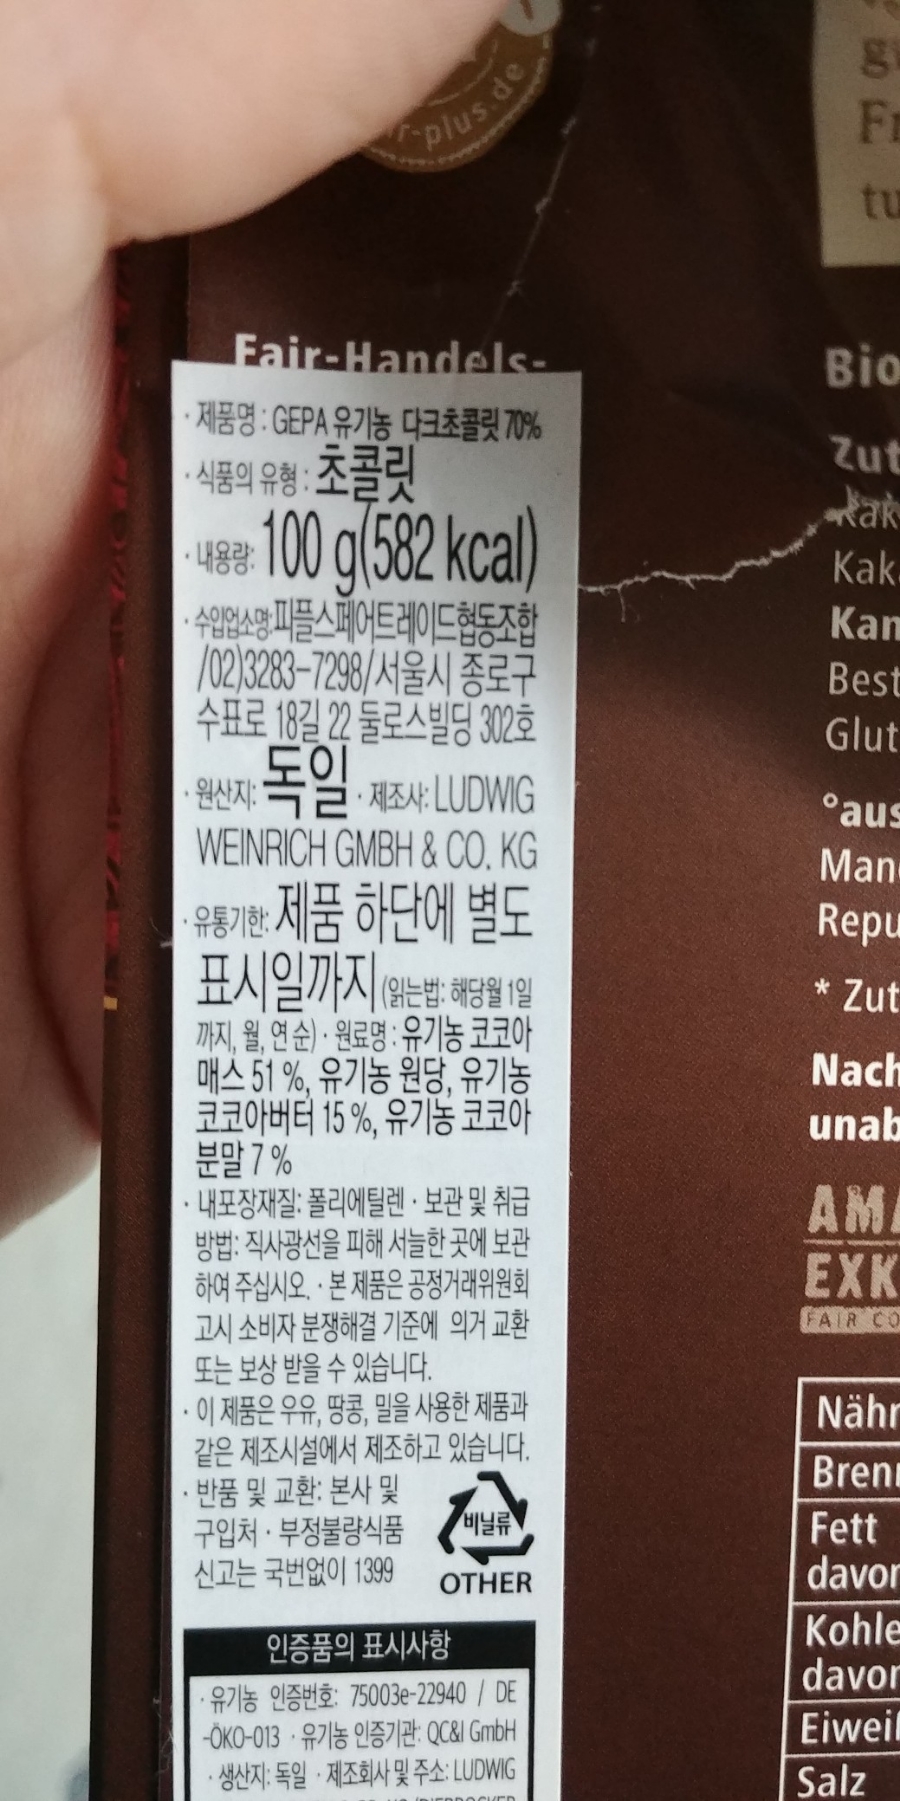 r-plus.de
Fair-Handels-
· 제품명 : GEPA 유기농 다크초콜릿 70%
· 식품의 유형 : 초콜릿
· 내용량: 100 g(582 kcal)
· 수입업소명:피플스페어트레이드협동조합
/02)3283-7298/서울시 종로구
수표로 18길 22 둘로스빌딩 302호
· 원산지: 독일 · 제조사: LUDWIG
WEINRICH GMBH & CO. KG
· 유통기한: 제품 하단에 별도
표시일까지 (읽는법: 해당월 1일
까지, 월, 연 순) · 원료명 : 유기농 코코아
매스 51 %, 유기농 원당, 유기농
코코아버터 15 %, 유기농 코코아
분말 7 %
· 내포장재질: 폴리에틸렌 · 보관 및 취급
방법: 직사광선을 피해 서늘한 곳에 보관
하여 주십시오. · 본 제품은 공정거래위원회
고시 소비자 분쟁해결 기준에 의거 교환
또는 보상 받을 수 있습니다.
· 이 제품은 우유, 땅콩, 밀을 사용한 제품과
같은 제조시설에서 제조하고 있습니다.
· 반품 및 교환: 본사 및
구입처 · 부정불량식품
신고는 국번없이 1399
비닐류
OTHER
인증품의 표시사항
· 유기농 인증번호: 75003e-22940 / DE
-ÖKO-013 · 유기농 인증기관: QC&I GmbH
· 생산지: 독일 · 제조회사 및 주소: LUDWIG
Fr
tu
Bio
Zut
Kak
Kak
Kan
Best
Glut
°aus
Man
Repu
* Zut
Nach
unab
AMA
EXK
FAIR CO
Nähr
Bren
Fett
davon
Kohle
davon
Eiweiß
Salz